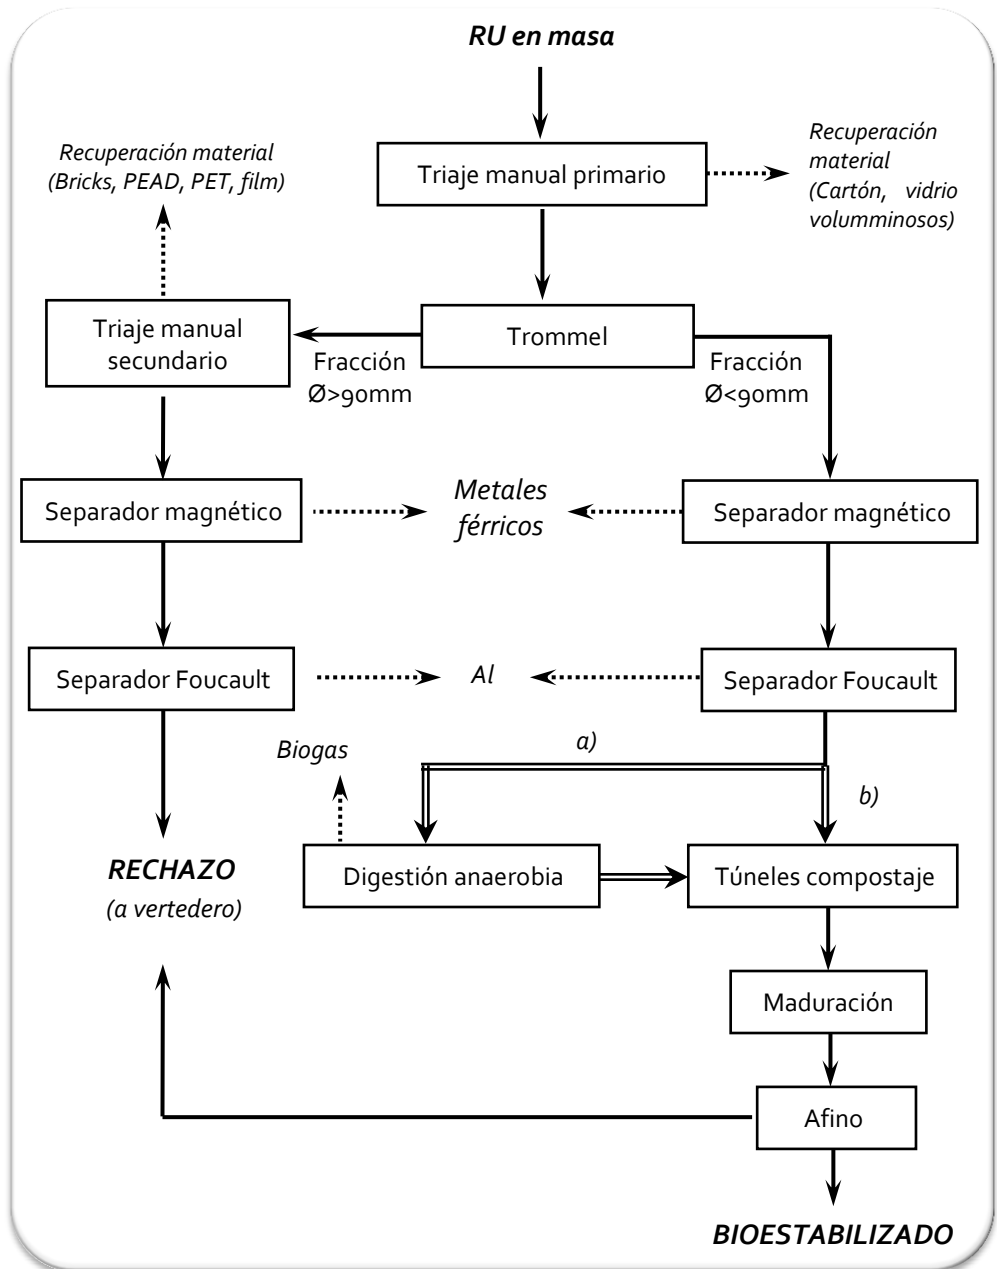 RU en masa
Recuperación material
(Bricks, PEAD, PET, film)
Triaje manual primario
Recuperación
material
(Cartón, vidrio
volumminosos)
Triaje manual
secundario
Trommel
Fracción
Ø>90mm
Fracción
Ø<90mm
Separador magnético
Metales
férricos
Separador magnético
Separador Foucault
Al
Separador Foucault
Biogas
a)
b)
RECHAZO
(a vertedero)
Digestión anaerobia
Túneles compostaje
Maduración
Afino
BIOESTABILIZADO